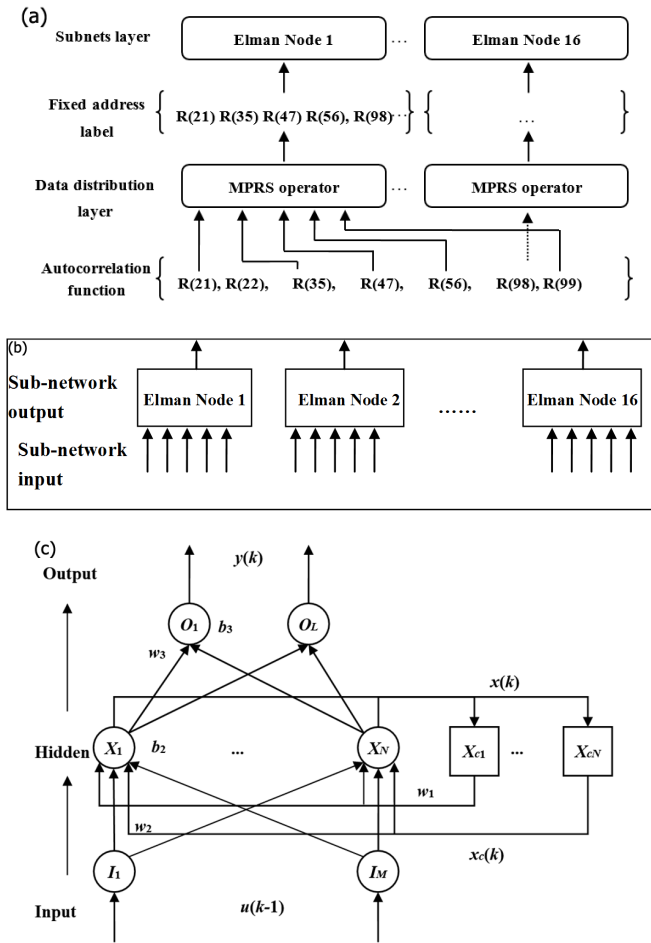 (a)
Subnets layer
Elman Node 1 ... Elman Node 16
Fixed address
label
R(21) R(35) R(47) R(56), R(98) ...
...
Data distribution
layer
MPRS operator ... MPRS operator
Autocorrelation
function
R(21), R(22), R(35), R(47), R(56), R(98), R(99)
(b)
Sub-network
output
Elman Node 1 Elman Node 2 ...... Elman Node 16
Sub-network
input
(c)
Output
y(k)
O1 b3 OL
w3
x(k)
Hidden X1 b2 ... XN Xc1 ... XcN
w1
w2
xc(k)
I1 IM
Input u(k-1)